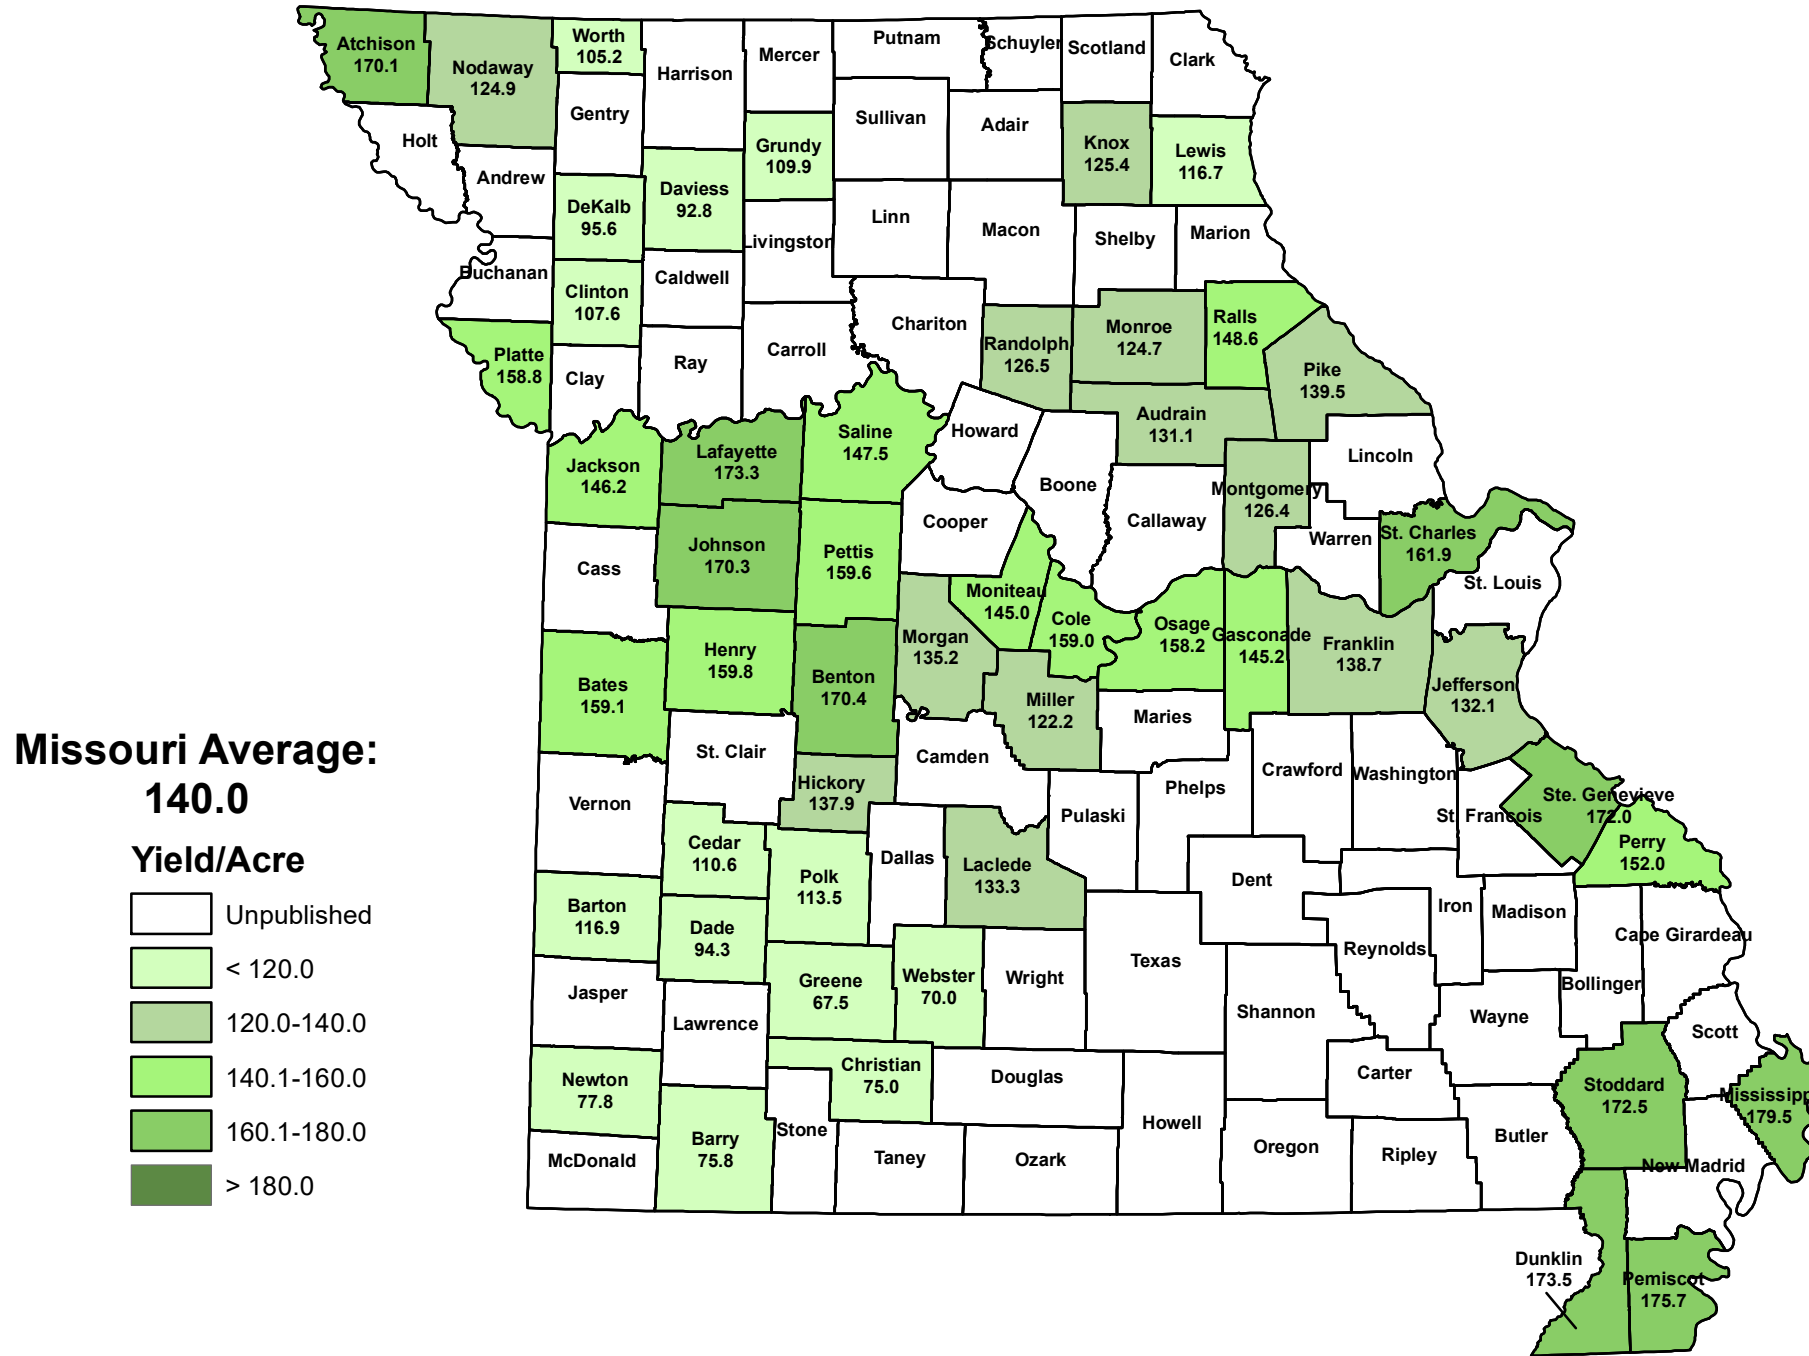 Atchison
170.1
Nodaway
124.9
Worth
105.2
Harrison
Mercer
Putnam
Schuyler
Scotland
Clark
Holt
Gentry
Grundy
109.9
Sullivan
Adair
Knox
125.4
Lewis
116.7
Andrew
DeKalb
95.6
Daviess
92.8
Livingston
Linn
Macon
Shelby
Marion
Buchanan
Clinton
107.6
Caldwell
Chariton
Randolph
126.5
Monroe
124.7
Ralls
148.6
Pike
139.5
Platte
158.8
Clay
Ray
Carroll
Audrain
131.1
Jackson
146.2
Lafayette
173.3
Saline
147.5
Howard
Boone
Lincoln
Montgomery
126.4
Callaway
Cooper
Warren
St. Charles
161.9
St. Louis
Cass
Johnson
170.3
Pettis
159.6
Moniteau
145.0
Cole
159.0
Osage
158.2
Gasconade
145.2
Franklin
138.7
Jefferson
132.1
Bates
159.1
Henry
159.8
Benton
170.4
Morgan
135.2
Miller
122.2
Maries
Missouri Average:
140.0
St. Clair
Camden
Phelps
Crawford
Washington
St. Francois
Ste. Genevieve
172.0
Perry
152.0
Vernon
Hickory
137.9
Pulaski
Cedar
110.6
Polk
113.5
Dallas
Laclede
133.3
Dent
Iron
Madison
Reynolds
Cape Girardeau
Bollinger
Yield/Acre
Unpublished
< 120.0
120.0-140.0
140.1-160.0
160.1-180.0
> 180.0
Barton
116.9
Dade
94.3
Greene
67.5
Webster
70.0
Wright
Texas
Shannon
Wayne
Scott
Jasper
Lawrence
Christian
75.0
Douglas
Howell
Carter
Stoddard
172.5
Mississipp
179.5
Newton
77.8
Barry
75.8
Stone
Taney
Ozark
Oregon
Ripley
Butler
New Madrid
McDonald
Dunklin
173.5
Pemiscot
175.7